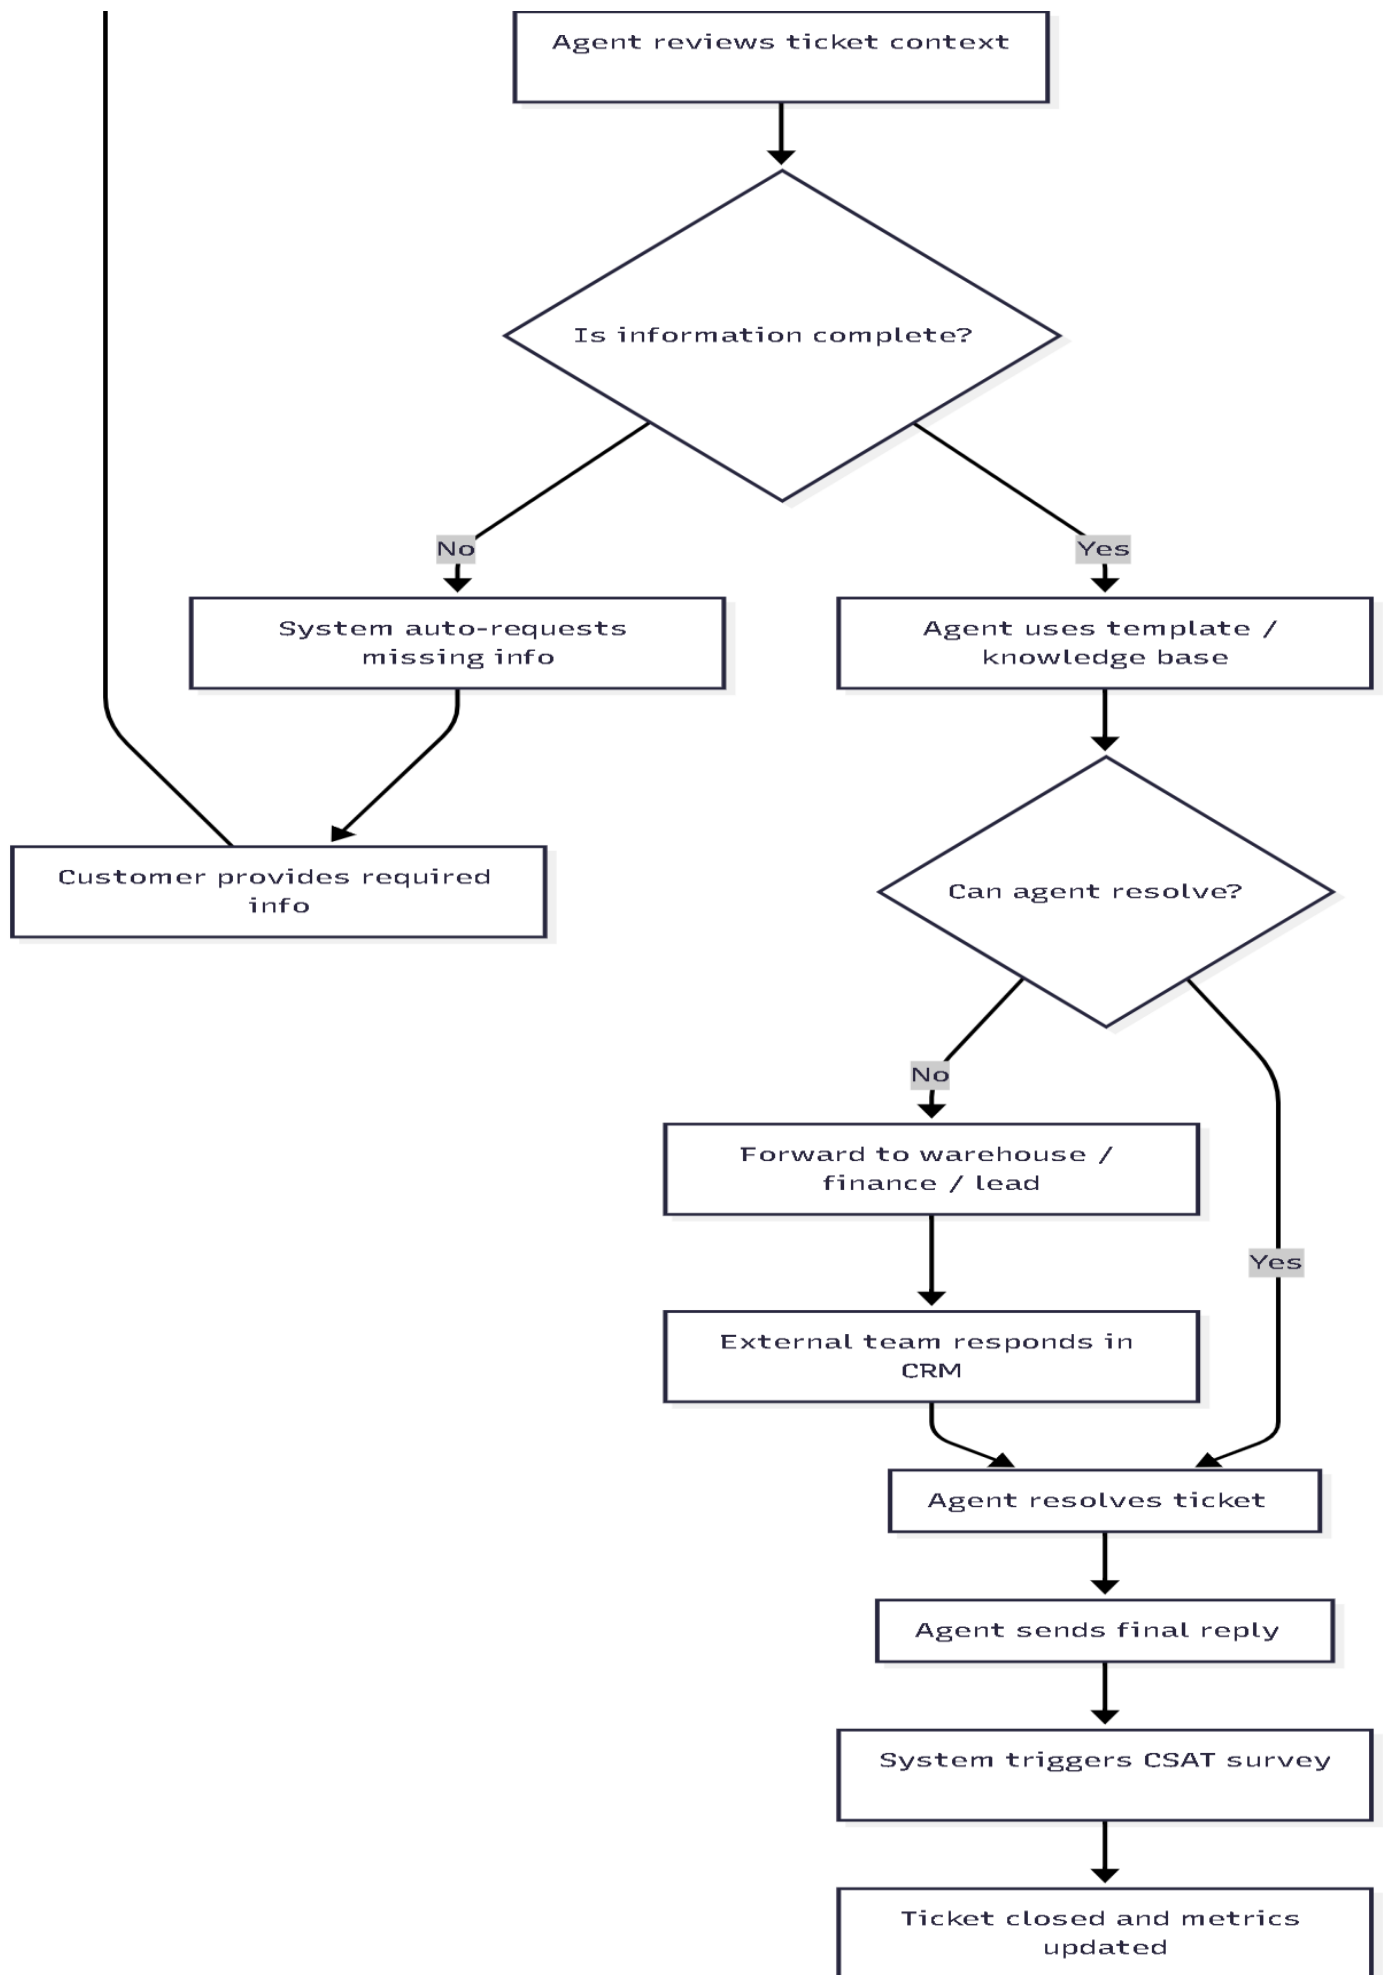 Agent reviews ticket context
Is information complete?
No
Yes
System auto-requests
missing info
Agent uses template /
knowledge base
Customer provides required
info
Can agent resolve?
No
Forward to warehouse /
finance / lead
Yes
External team responds in
CRM
Agent resolves ticket
Agent sends final reply
System triggers CSAT survey
Ticket closed and metrics
updated